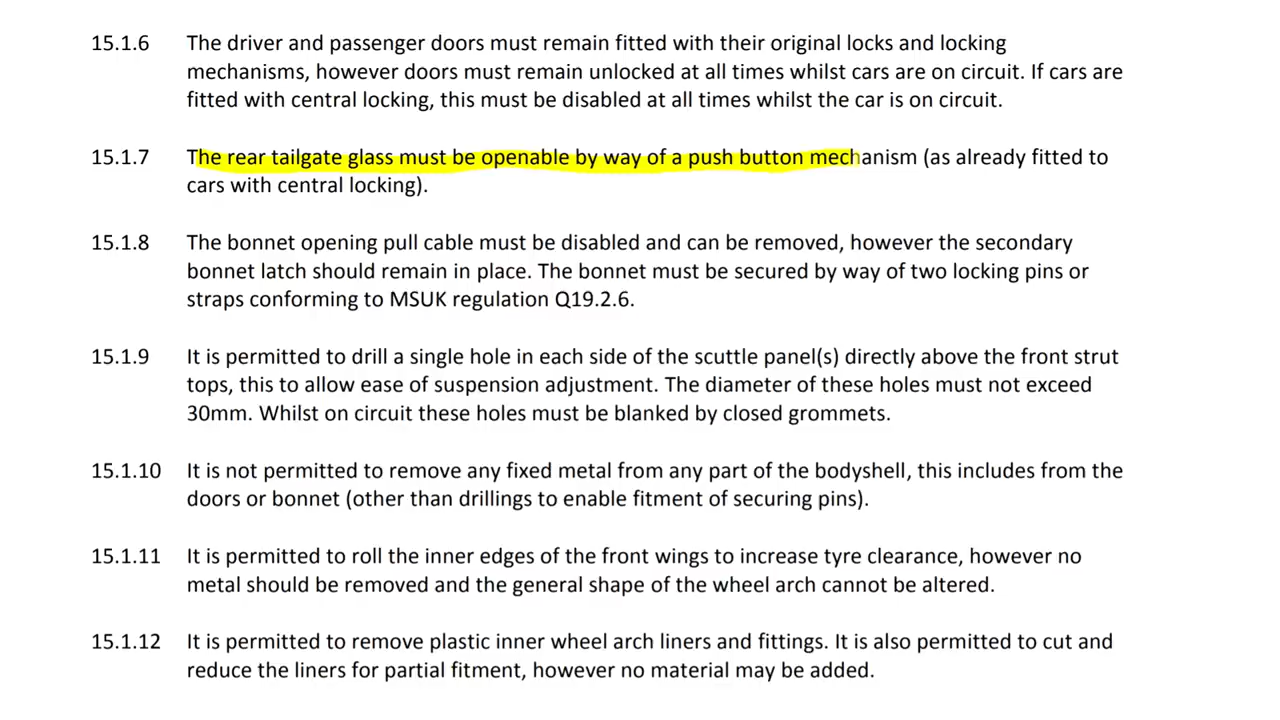 15.1.6 The driver and passenger doors must remain fitted with their original locks and locking
mechanisms, however doors must remain unlocked at all times whilst cars are on circuit. If cars are
fitted with central locking, this must be disabled at all times whilst the car is on circuit.
15.1.7 The rear tailgate glass must be openable by way of a push button mechanism (as already fitted to
cars with central locking).
15.1.8 The bonnet opening pull cable must be disabled and can be removed, however the secondary
bonnet latch should remain in place. The bonnet must be secured by way of two locking pins or
straps conforming to MSUK regulation Q19.2.6.
15.1.9 It is permitted to drill a single hole in each side of the scuttle panel(s) directly above the front strut
tops, this to allow ease of suspension adjustment. The diameter of these holes must not exceed
30mm. Whilst on circuit these holes must be blanked by closed grommets.
15.1.10 It is not permitted to remove any fixed metal from any part of the bodyshell, this includes from the
doors or bonnet (other than drillings to enable fitment of securing pins).
15.1.11 It is permitted to roll the inner edges of the front wings to increase tyre clearance, however no
metal should be removed and the general shape of the wheel arch cannot be altered.
15.1.12 It is permitted to remove plastic inner wheel arch liners and fittings. It is also permitted to cut and
reduce the liners for partial fitment, however no material may be added.